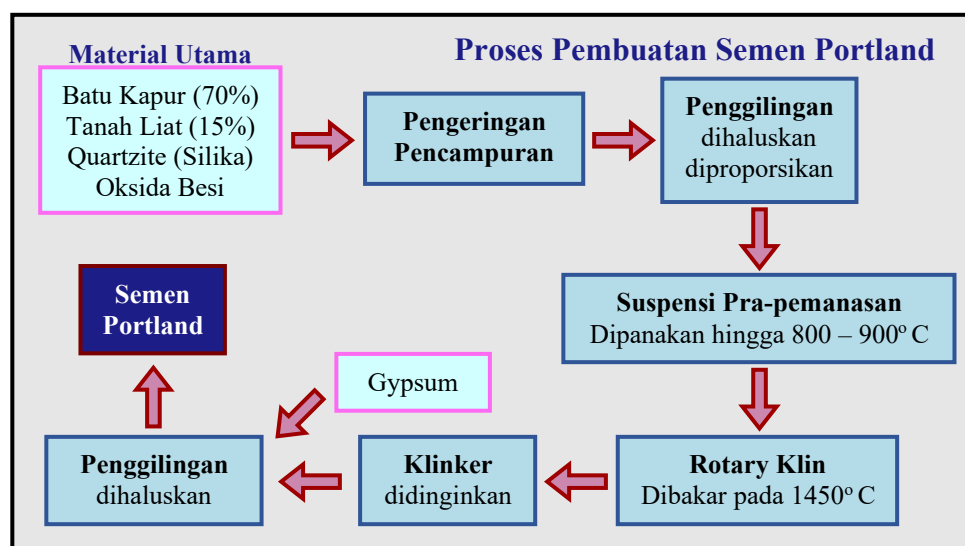 Proses Pembuatan Semen Portland
Material Utama
Batu Kapur (70%)
Tanah Liat (15%)
Quartzite (Silika)
Oksida Besi
Pengeringan
Pencampuran
Penggilingan
dihaluskan
diproporsikan
Suspensi Pra-pemanasan
Dipanakan hingga 800 – 900º C
Rotary Klin
Dibakar pada 1450º C
Klinker
didinginkan
Gypsum
Penggilingan
dihaluskan
Semen
Portland